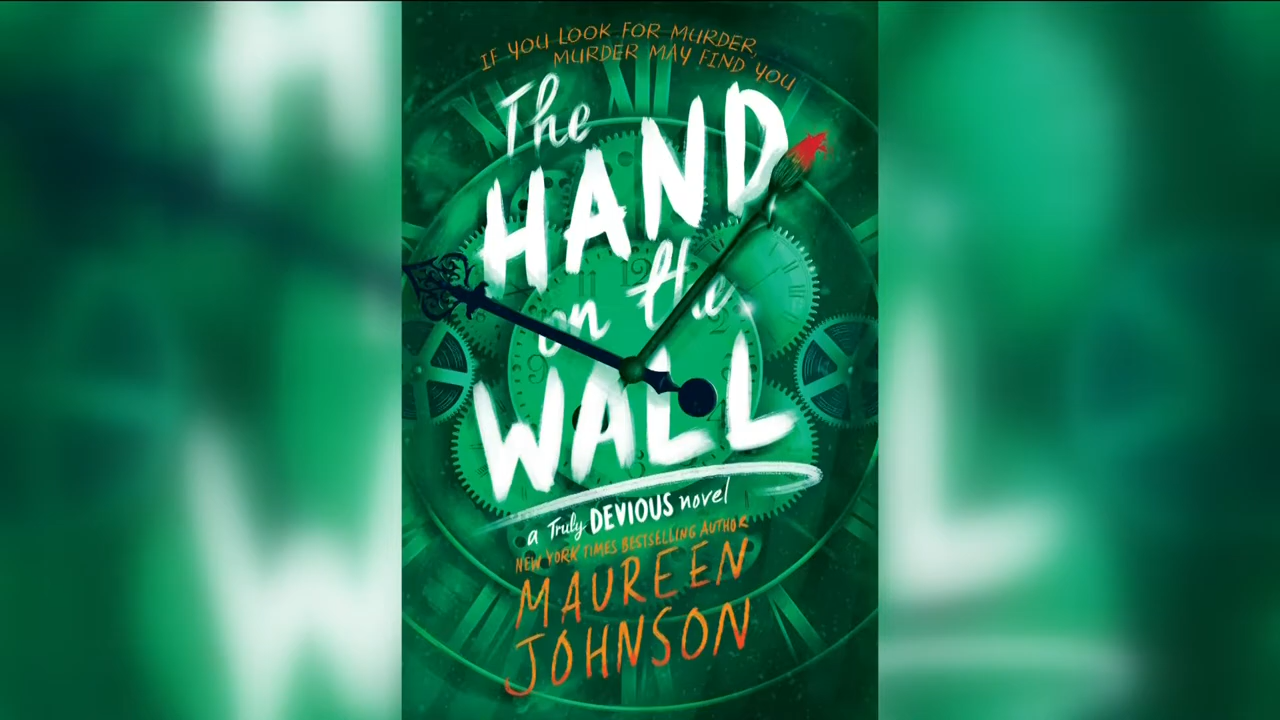 IF YOU LOOK FOR MURDER,
MURDER MAY FIND YOU
The
HAND
on the
WALL
a Truly DEVIOUS novel
NEW YORK TIMES BESTSELLING AUTHOR
MAUREEN
JOHNSON